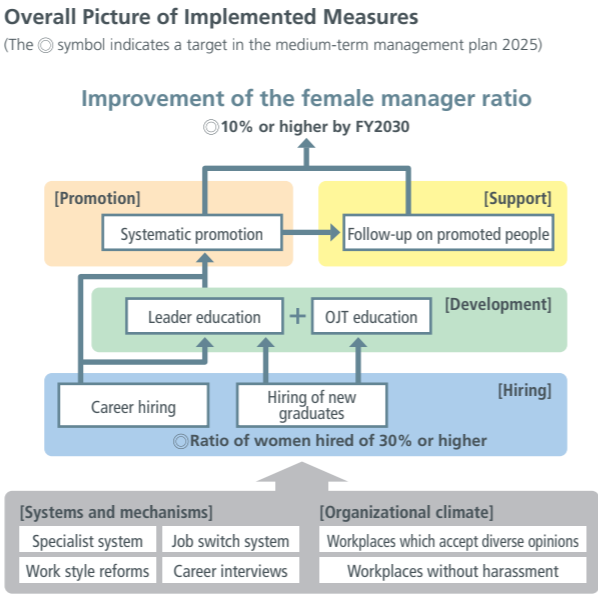 Overall Picture of Implemented Measures
(The ◎ symbol indicates a target in the medium-term management plan 2025)
Improvement of the female manager ratio
◎10% or higher by FY2030
[Promotion]
[Support]
Systematic promotion
Follow-up on promoted people
[Development]
Leader education
+
OJT education
[Hiring]
Career hiring
Hiring of new
graduates
◎Ratio of women hired of 30% or higher
[Systems and mechanisms]
Specialist system
Job switch system
Work style reforms
Career interviews
[Organizational climate]
Workplaces which accept diverse opinions
Workplaces without harassment